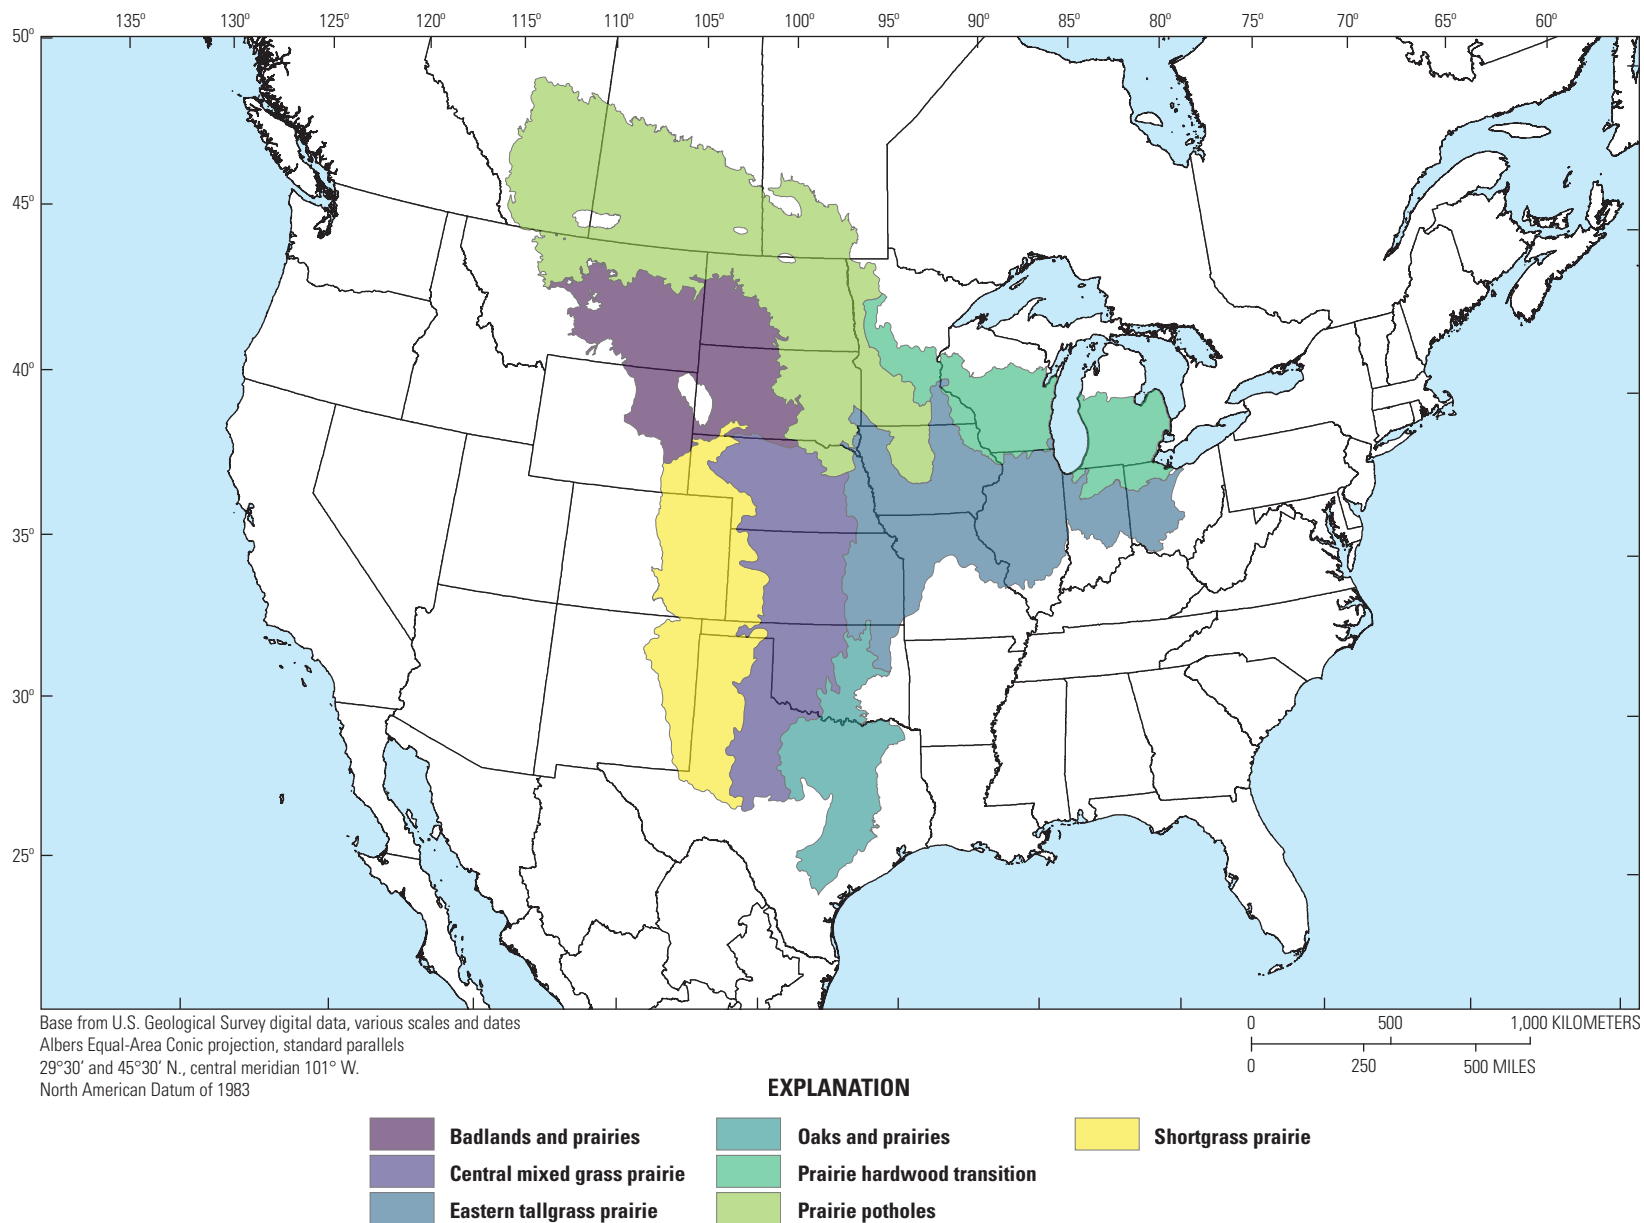 135° 130° 125° 120° 115° 110° 105° 100° 95° 90° 85° 80° 75° 70° 65° 60°
50°
45°
40°
35°
30°
25°
Base from U.S. Geological Survey digital data, various scales and dates
Albers Equal-Area Conic projection, standard parallels
29°30′ and 45°30′ N., central meridian 101° W.
North American Datum of 1983
0 500 1,000 KILOMETERS
0 250 500 MILES
EXPLANATION
Badlands and prairies
Central mixed grass prairie
Eastern tallgrass prairie
Oaks and prairies
Prairie hardwood transition
Prairie potholes
Shortgrass prairie